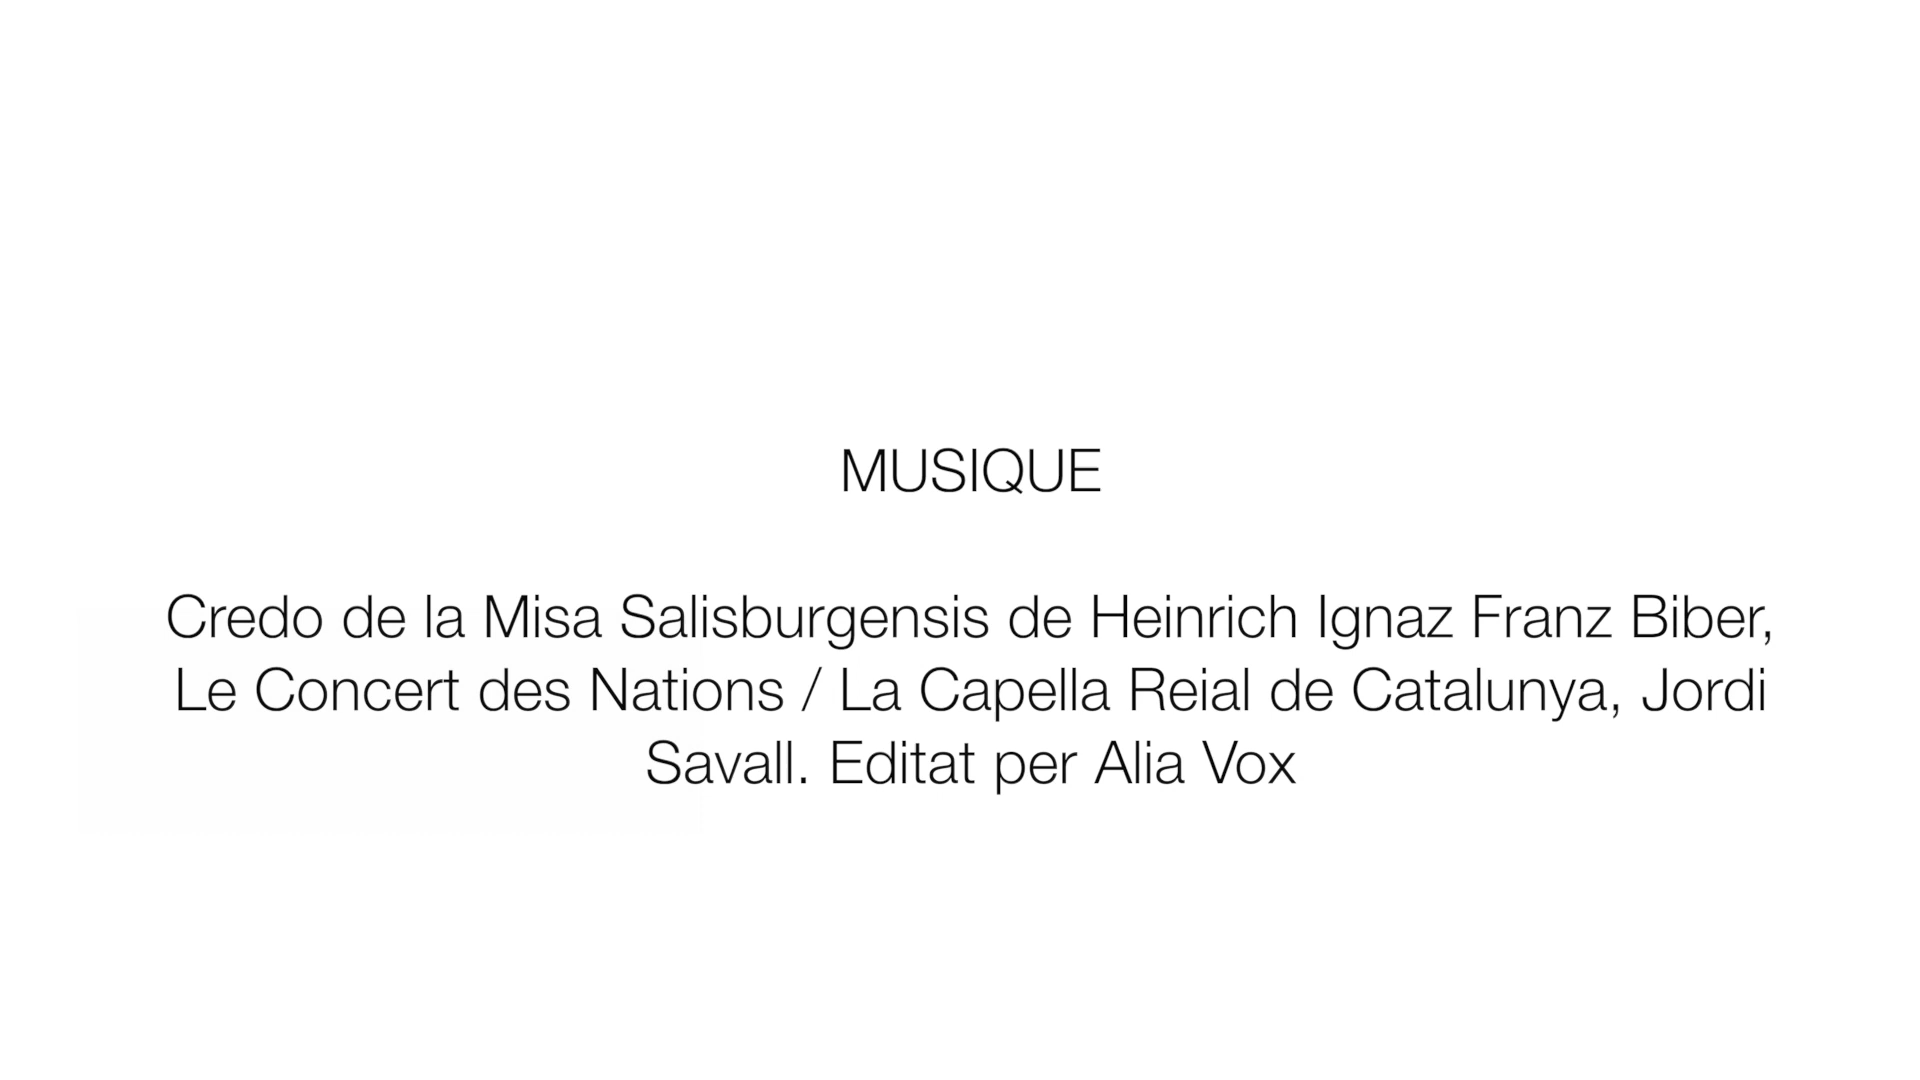 MUSIQUE
Credo de la Misa Salisburgensis de Heinrich Ignaz Franz Biber,
Le Concert des Nations / La Capella Reial de Catalunya, Jordi
Savall. Editat per Alia Vox